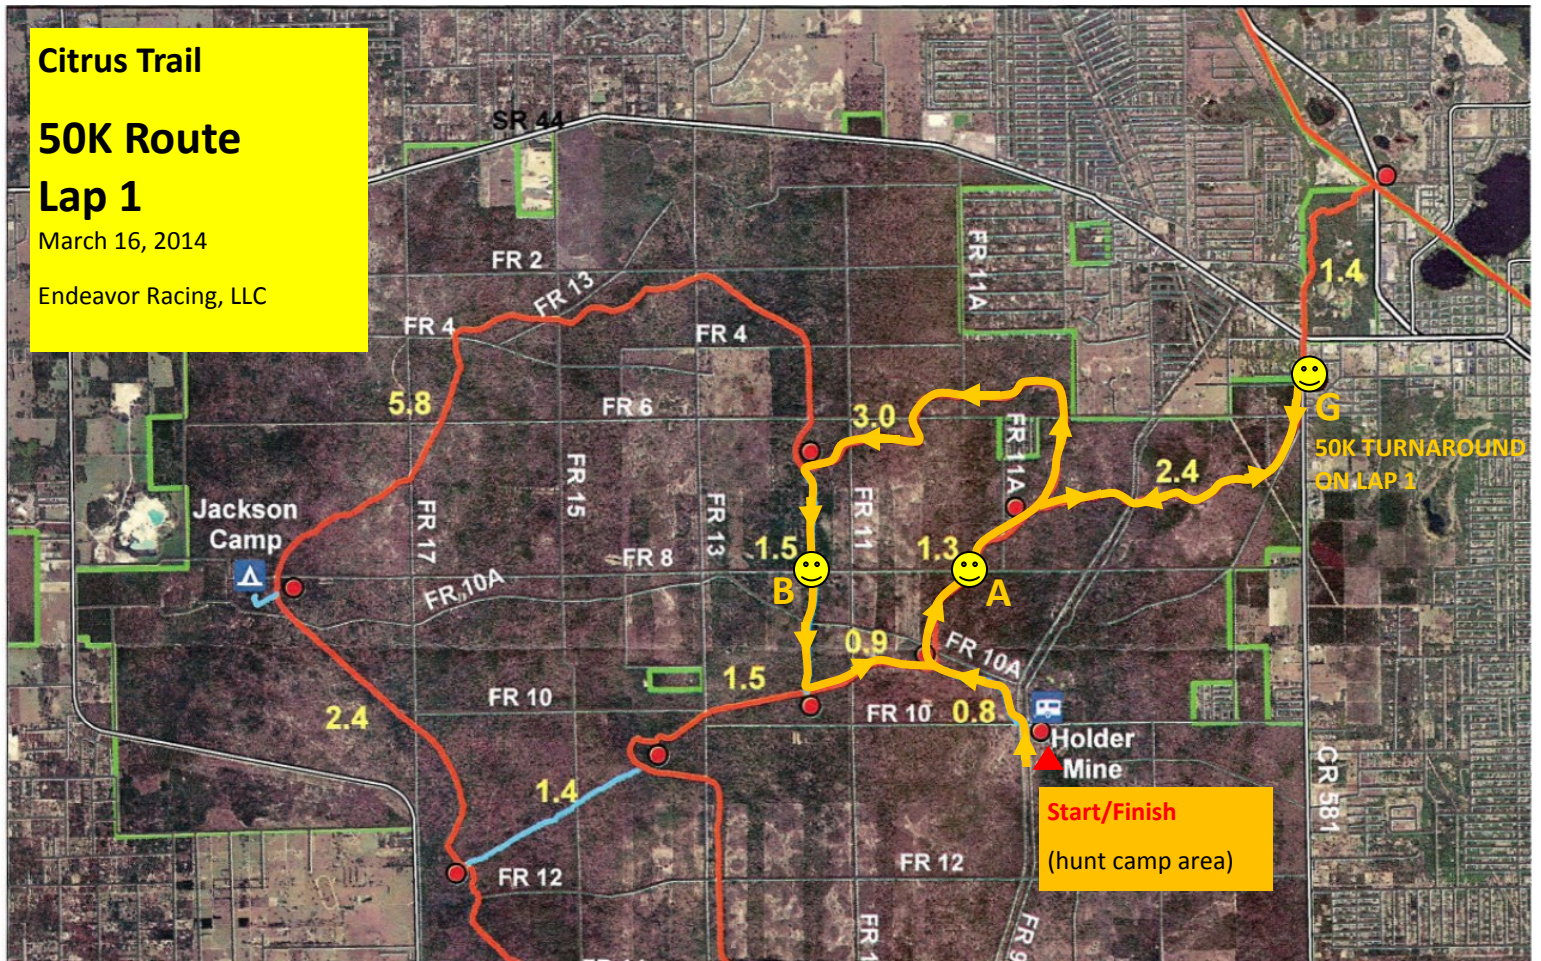 Citrus Trail
50K Route
Lap 1
March 16, 2014
Endeavor Racing, LLC
SR 44
FR 2
FR 13
FR 11A
1.4
FR 4
FR 4
5.8
FR 6
3.0
FR 11A
G
50K TURNAROUND
ON LAP 1
2.4
Jackson
Camp
FR 17
FR 15
FR 13
FR 11
1.5
1.3
FR 8
FR 10A
B
A
0.9
FR 10A
1.5
FR 10
2.4
FR 10
0.8
Holder
Mine
1.4
CR 581
Start/Finish
(hunt camp area)
FR 12
FR 12